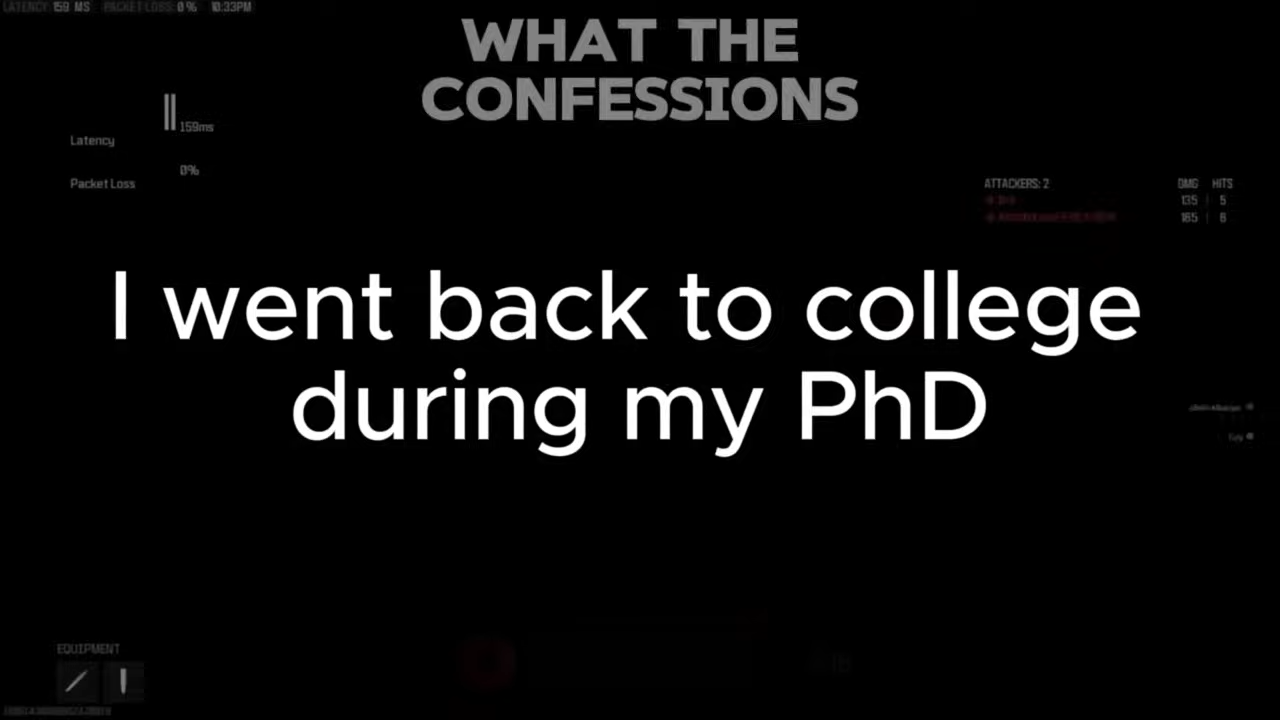 LATENCY: 159 MS PACKET LOSS: 0% 10:33PM
WHAT THE
CONFESSIONS
159ms
Latency
0%
Packet Loss
ATTACKERS: 2 DMG HITS
135 | 5
165 | 6
I went back to college
during my PhD
EQUIPMENT